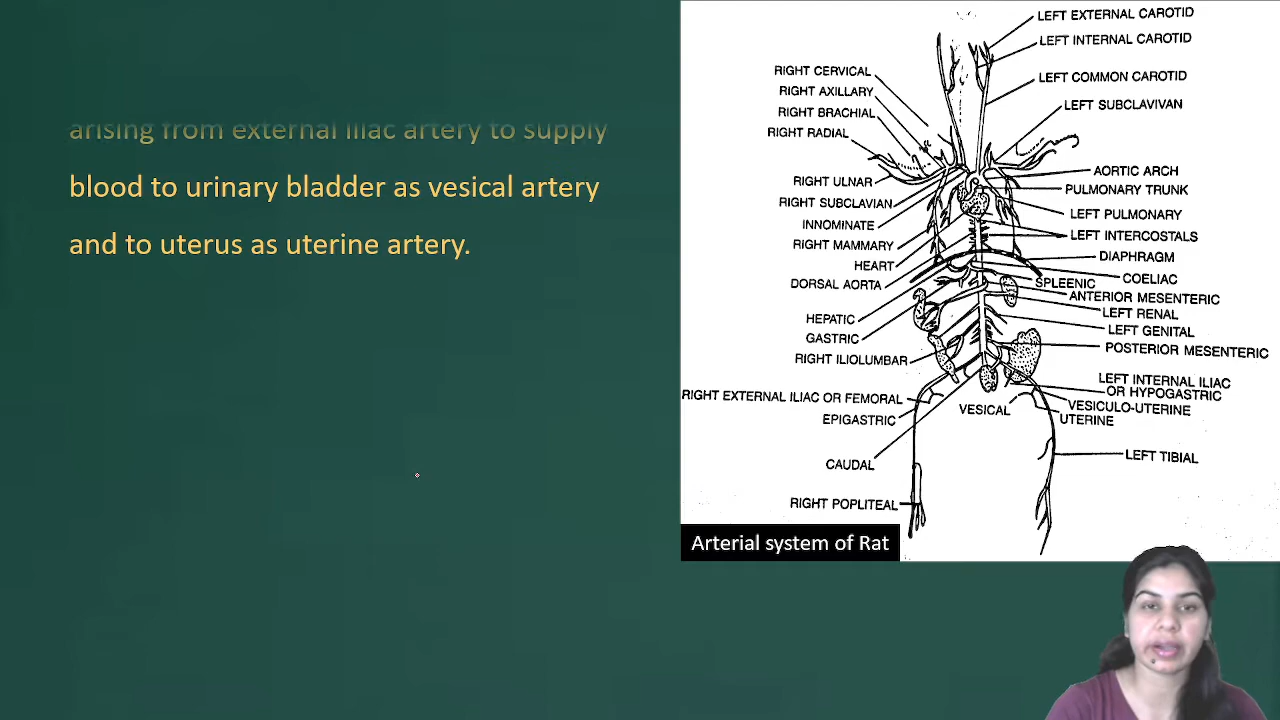 arising from external iliac artery to supply
blood to urinary bladder as vesical artery
and to uterus as uterine artery.
LEFT EXTERNAL CAROTID
LEFT INTERNAL CAROTID
LEFT COMMON CAROTID
LEFT SUBCLAVIVAN
AORTIC ARCH
PULMONARY TRUNK
LEFT PULMONARY
LEFT INTERCOSTALS
DIAPHRAGM
COELIAC
SPLEENIC
ANTERIOR MESENTERIC
LEFT RENAL
LEFT GENITAL
POSTERIOR MESENTERIC
LEFT INTERNAL ILIAC
OR HYPOGASTRIC
VESICULO-UTERINE
UTERINE
LEFT TIBIAL
RIGHT CERVICAL
RIGHT AXILLARY
RIGHT BRACHIAL
RIGHT RADIAL
RIGHT ULNAR
RIGHT SUBCLAVIAN
INNOMINATE
RIGHT MAMMARY
HEART
DORSAL AORTA
HEPATIC
GASTRIC
RIGHT ILIOLUMBAR
RIGHT EXTERNAL ILIAC OR FEMORAL
EPIGASTRIC
VESICAL
CAUDAL
RIGHT POPLITEAL
Arterial system of Rat